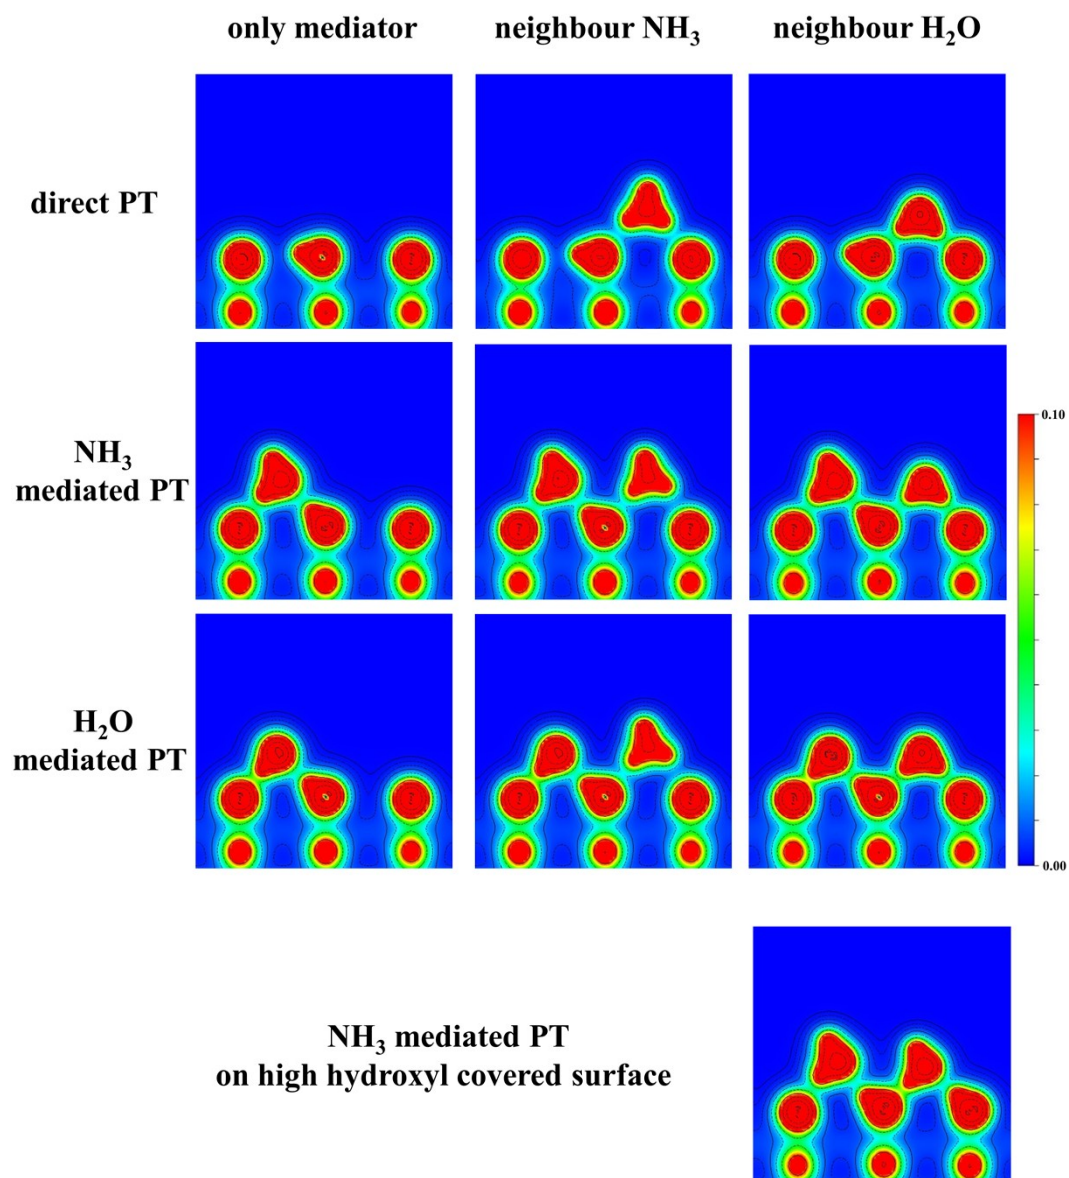 only mediator
neighbour NH₃
neighbour H₂O
direct PT
NH₃
mediated PT
0.10
H₂O
mediated PT
0.00
NH₃ mediated PT
on high hydroxyl covered surface